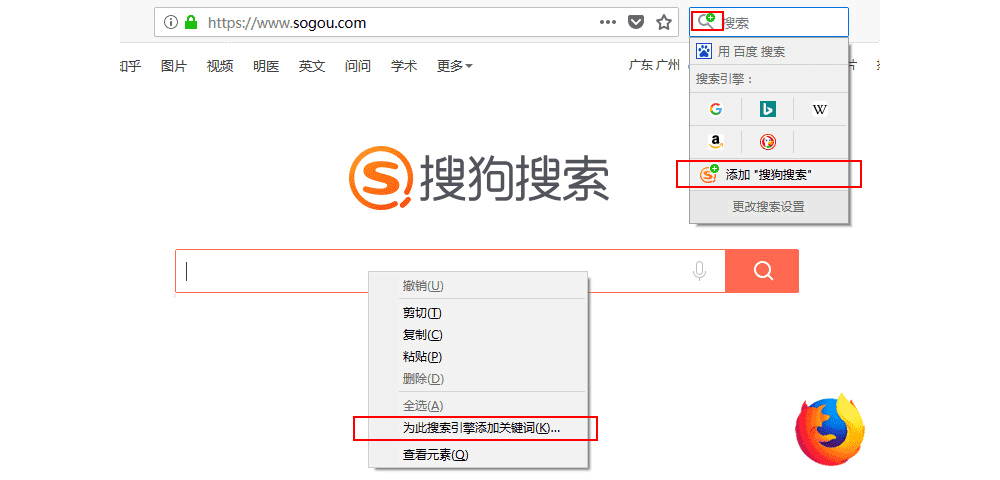 https://www.sogou.com
搜索
用 百度 搜索
知乎 图片 视频 明医 英文 问问 学术 更多
广东 广州
搜索引擎：
添加 "搜狗搜索"
更改搜索设置
搜狗搜索
撤销(U)
剪切(T)
复制(C)
粘贴(P)
删除(D)
全选(A)
为此搜索引擎添加关键词(K)...
查看元素(Q)